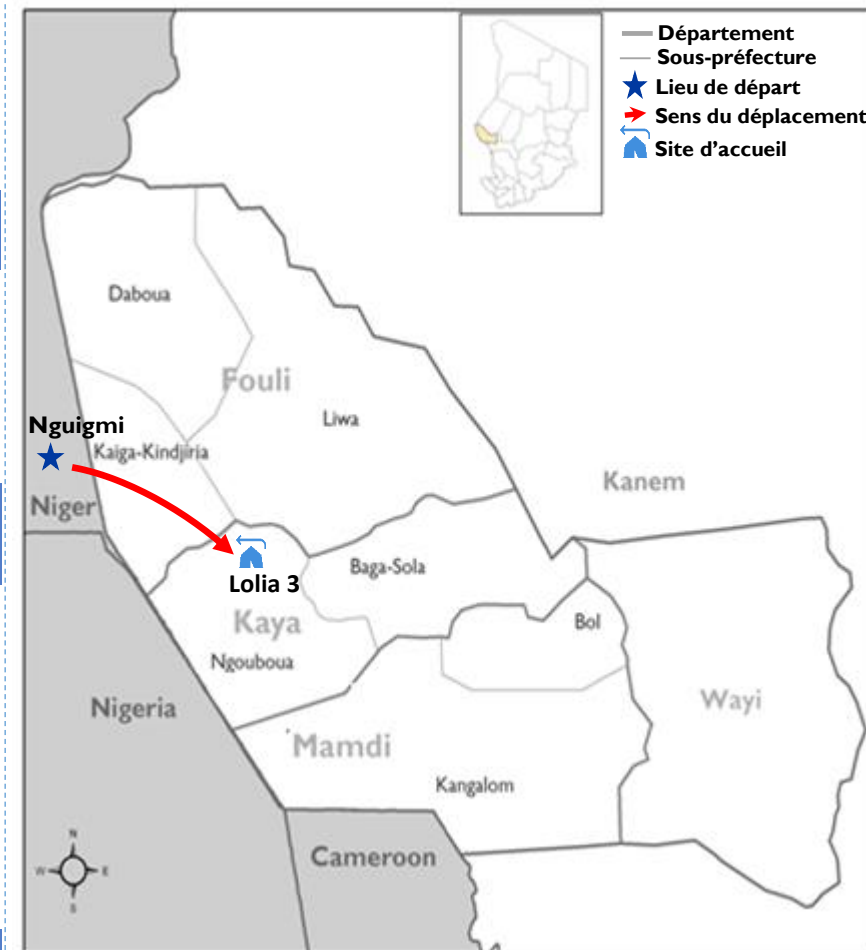 Département
Sous-préfecture
Lieu de départ
Sens du déplacement
Site d’accueil
Daboua
Fouli
Liwa
Nguigmi
Kaiga-Kindjiria
Kanem
Niger
Baga-Sola
Lolia 3
Kaya
Bol
Ngouboua
Nigeria
Wayi
Mamdi
Kangalom
Cameroon
N
W
E
S